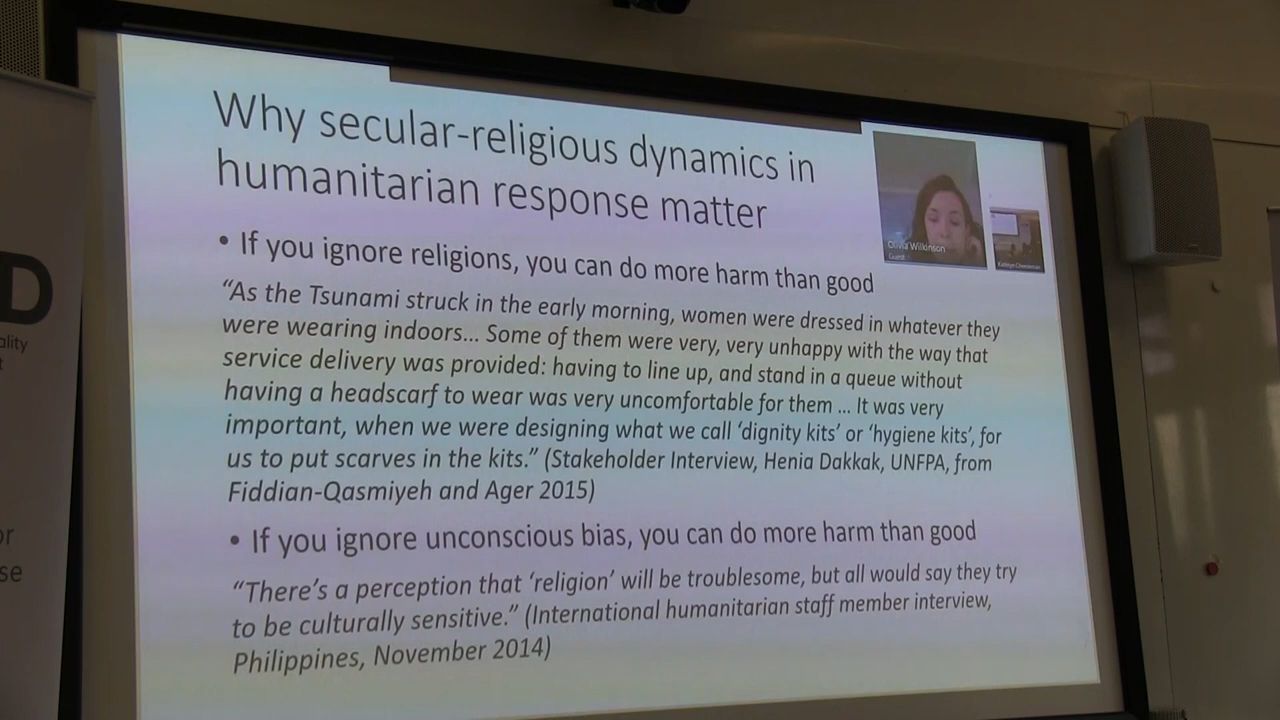 Why secular-religious dynamics in
humanitarian response matter
• If you ignore religions, you can do more harm than good
“As the Tsunami struck in the early morning, women were dressed in whatever they
were wearing indoors... Some of them were very, very unhappy with the way that
service delivery was provided: having to line up, and stand in a queue without
having a headscarf to wear was very uncomfortable for them ... It was very
important, when we were designing what we call ‘dignity kits’ or ‘hygiene kits’, for
us to put scarves in the kits.” (Stakeholder Interview, Henia Dakkak, UNFPA, from
Fiddian-Qasmiyeh and Ager 2015)
• If you ignore unconscious bias, you can do more harm than good
“There’s a perception that ‘religion’ will be troublesome, but all would say they try
to be culturally sensitive.” (International humanitarian staff member interview,
Philippines, November 2014)
Olivia Wilkinson
Guest
D
ality
t
or
se